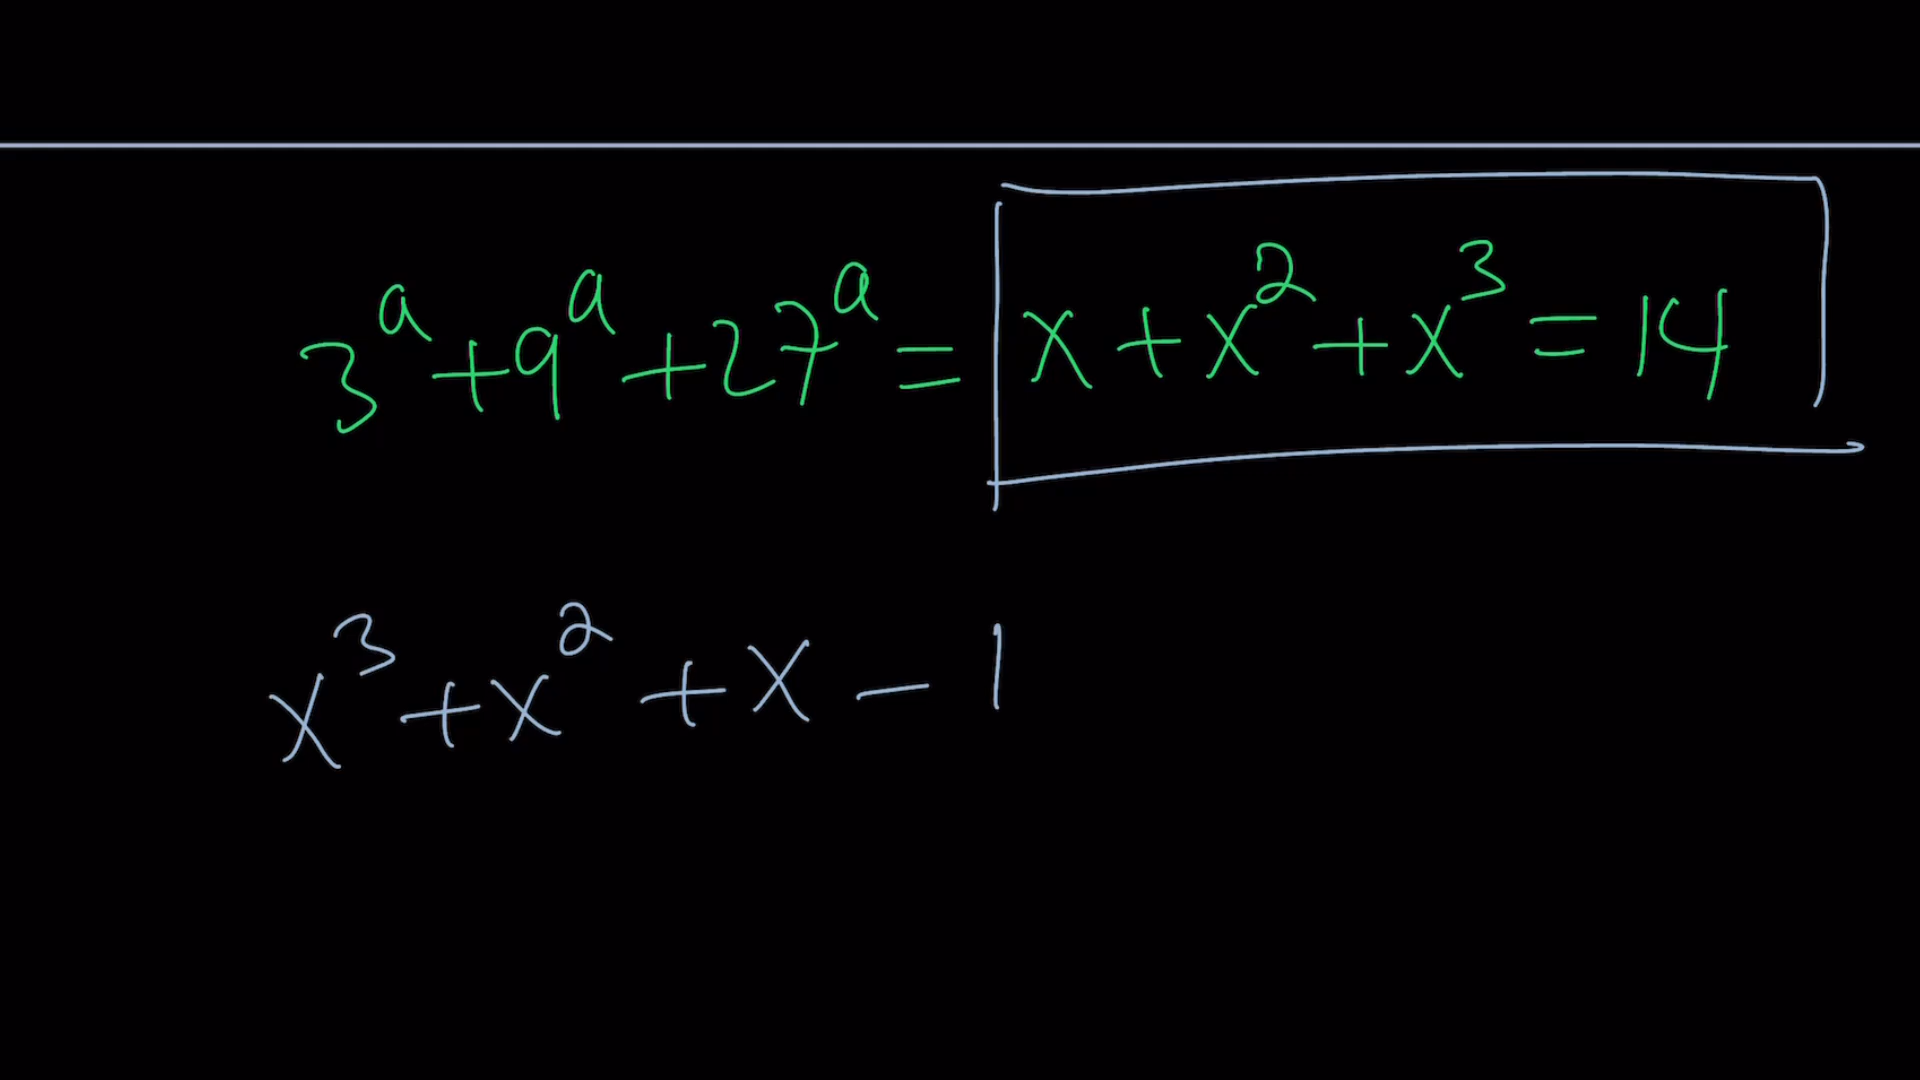 3^a + 9^a + 27^a = x + x^2 + x^3 = 14
x^3 + x^2 + x - 1